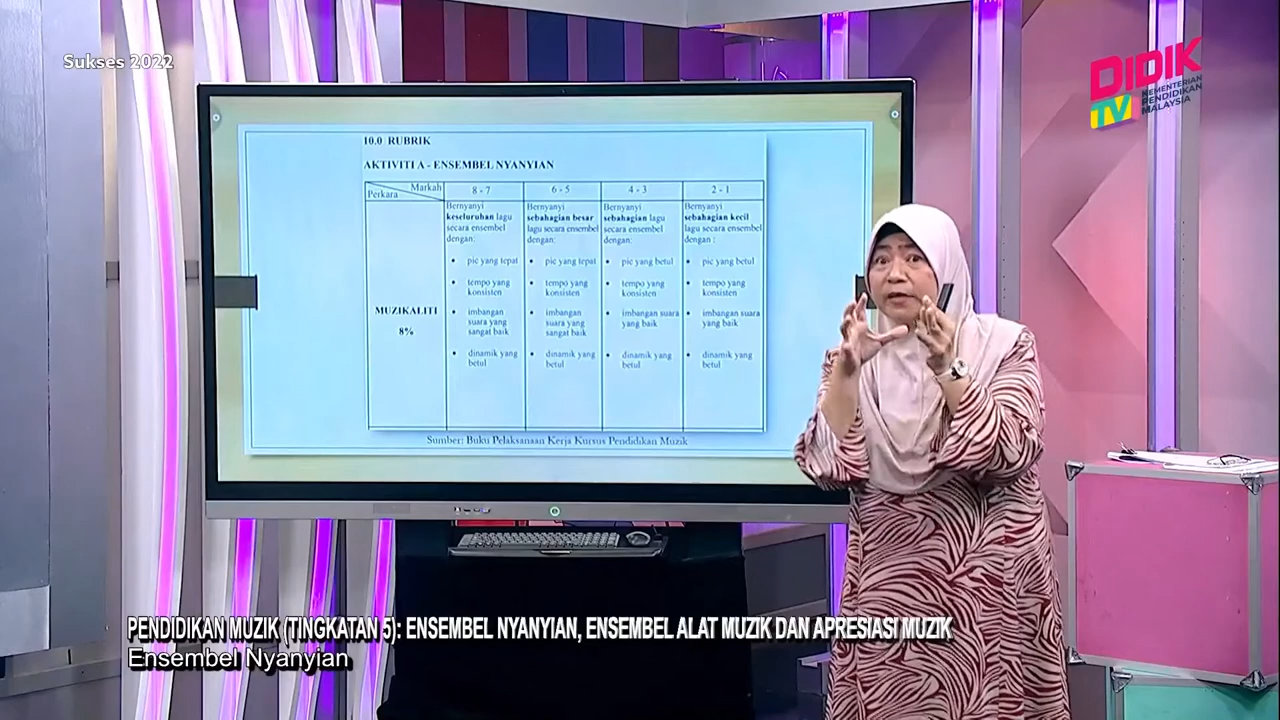 Sukses 2022
DIDIK
TV
KEMENTERIAN
PENDIDIKAN
MALAYSIA
10.0 RUBRIK
AKTIVITI A - ENSEMBEL NYANYIAN
Markah
Perkara
8 - 7
6 - 5
4 - 3
2 - 1
MUZIKALITI
8%
Bernyanyi
keseluruhan lagu
secara ensembel
dengan:
• pic yang tepat
• tempo yang
konsisten
• imbangan
suara yang
sangat baik
• dinamik yang
betul
Bernyanyi
sebahagian besar
lagu secara ensembel
dengan:
• pic yang tepat
• tempo yang
konsisten
• imbangan
suara yang
sangat baik
• dinamik yang
betul
Bernyanyi
sebahagian lagu
secara ensembel
dengan:
• pic yang betul
• tempo yang
konsisten
• imbangan suara
yang baik
• dinamik yang
betul
Bernyanyi
sebahagian kecil
lagu secara ensembel
dengan :
• pic yang betul
• tempo yang
konsisten
• imbangan suara
yang baik
• dinamik yang
betul
Sumber: Buku Pelaksanaan Kerja Kursus Pendidikan Muzik
PENDIDIKAN MUZIK (TINGKATAN 5): ENSEMBEL NYANYIAN, ENSEMBEL ALAT MUZIK DAN APRESIASI MUZIK
Ensembel Nyanyian